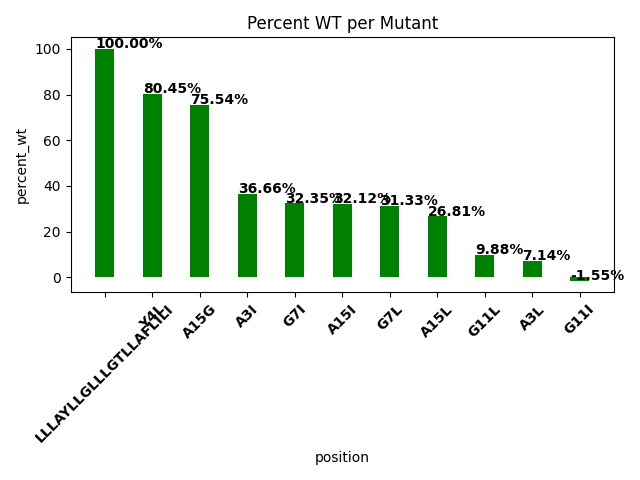 Percent WT per Mutant
100.00%
80.45%
75.54%
36.66%
32.35%
32.12%
31.33%
26.81%
9.88%
7.14%
-1.55%
percent_wt
100
80
60
40
20
0
LLLAYLLGLLLGTLLAFLILI
Y4I
A15G
A3I
G7I
A15I
G7L
A15L
G11L
A3L
G11I
position